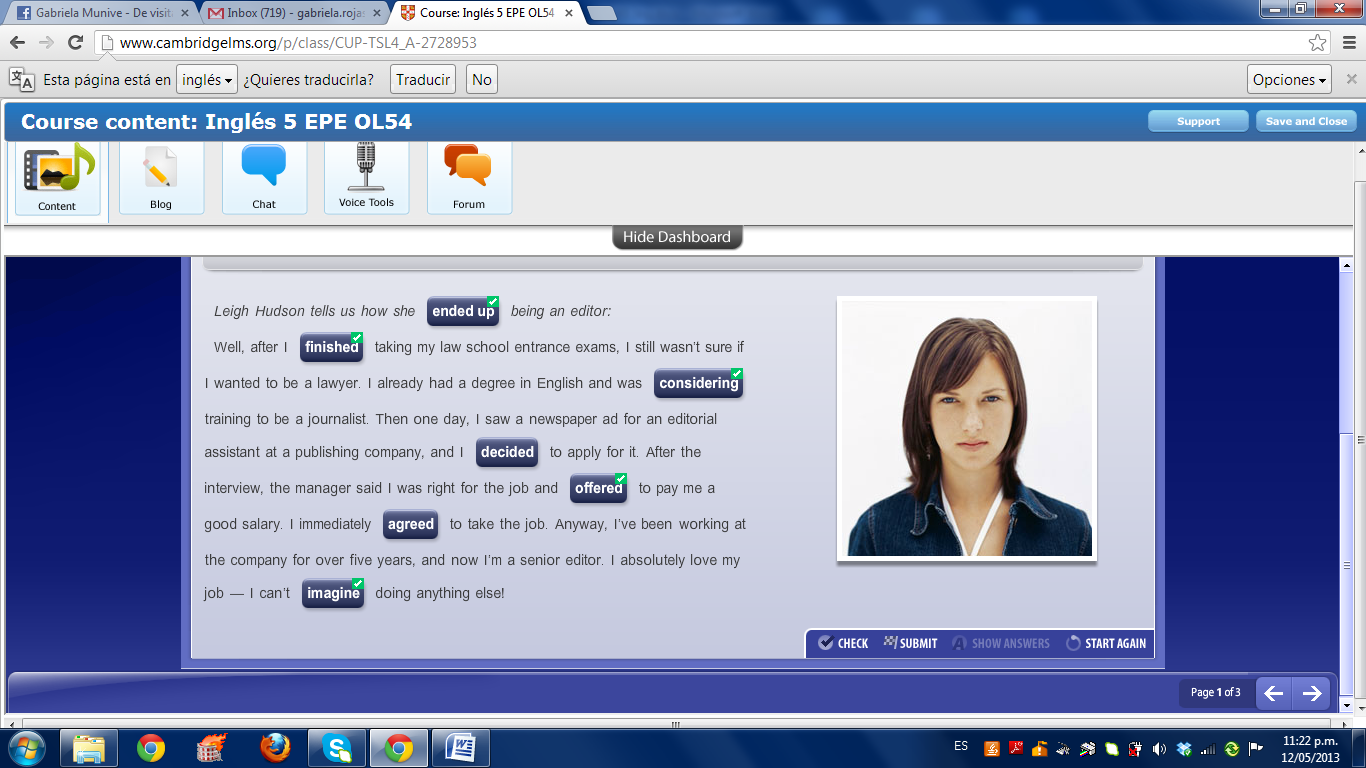 Gabriela Munive - De visita
Inbox (719) - gabriela.rojas
Course: Inglés 5 EPE OL54
www.cambridgelms.org/p/class/CUP-TSL4_A-2728953
Esta página está en inglés ¿Quieres traducirla? Traducir No Opciones
Course content: Inglés 5 EPE OL54 Support Save and Close
Content Blog Chat Voice Tools Forum
Hide Dashboard
Leigh Hudson tells us how she ended up being an editor:
Well, after I finished taking my law school entrance exams, I still wasn't sure if
I wanted to be a lawyer. I already had a degree in English and was considering
training to be a journalist. Then one day, I saw a newspaper ad for an editorial
assistant at a publishing company, and I decided to apply for it. After the
interview, the manager said I was right for the job and offered to pay me a
good salary. I immediately agreed to take the job. Anyway, I've been working at
the company for over five years, and now I'm a senior editor. I absolutely love my
job — I can't imagine doing anything else!
CHECK SUBMIT SHOW ANSWERS START AGAIN
Page 1 of 3
ES 11:22 p.m.
12/05/2013